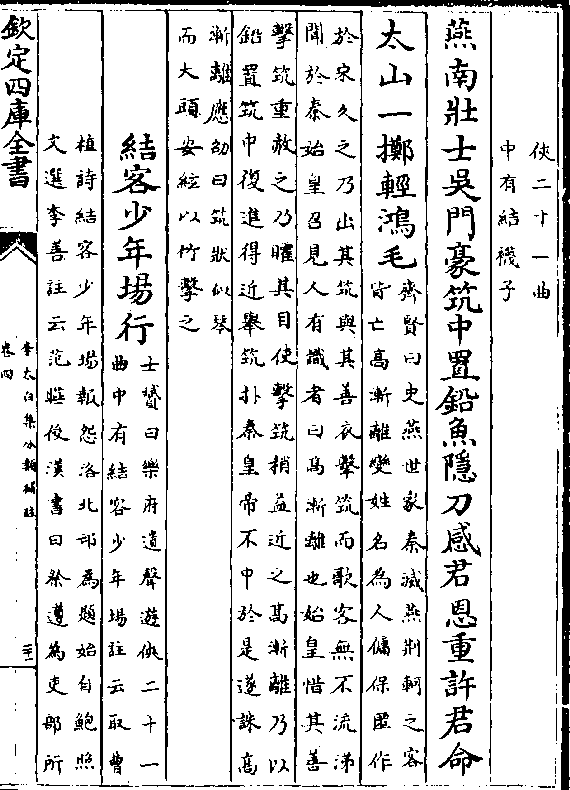 俠二十一曲
中有結襪子
燕南壯士吳門豪筑中置鉛魚隱刀感君恩重許君命
太山一擲輕鴻毛
齊賢曰史燕世家秦滅燕荆軻之客
皆亡高漸離變姓名為人傭保匿作
於宋久之乃出其筑與其善衣擊筑而歌客無不流涕
聞於秦始皇召見人有識者曰髙漸離也始皇惜其善
擊筑重赦之乃矐其目使擊筑稍益近之髙漸離乃以
鉛置筑中復進得近舉筑扑秦皇帝不中於是遂誅高
漸離應劭曰筑狀似琴
而大頭安絃以竹擊之
結客少年塲行
士贇曰樂府遺聲遊俠二十一
曲中有結客少年塲註云取曹
植詩結客少年塲報怨洛北邙為題始自鮑照
文選李善註云范曄後漢書曰祭遵為吏部所
欽定四庫全書
李太白集分類補註
卷四
二十一